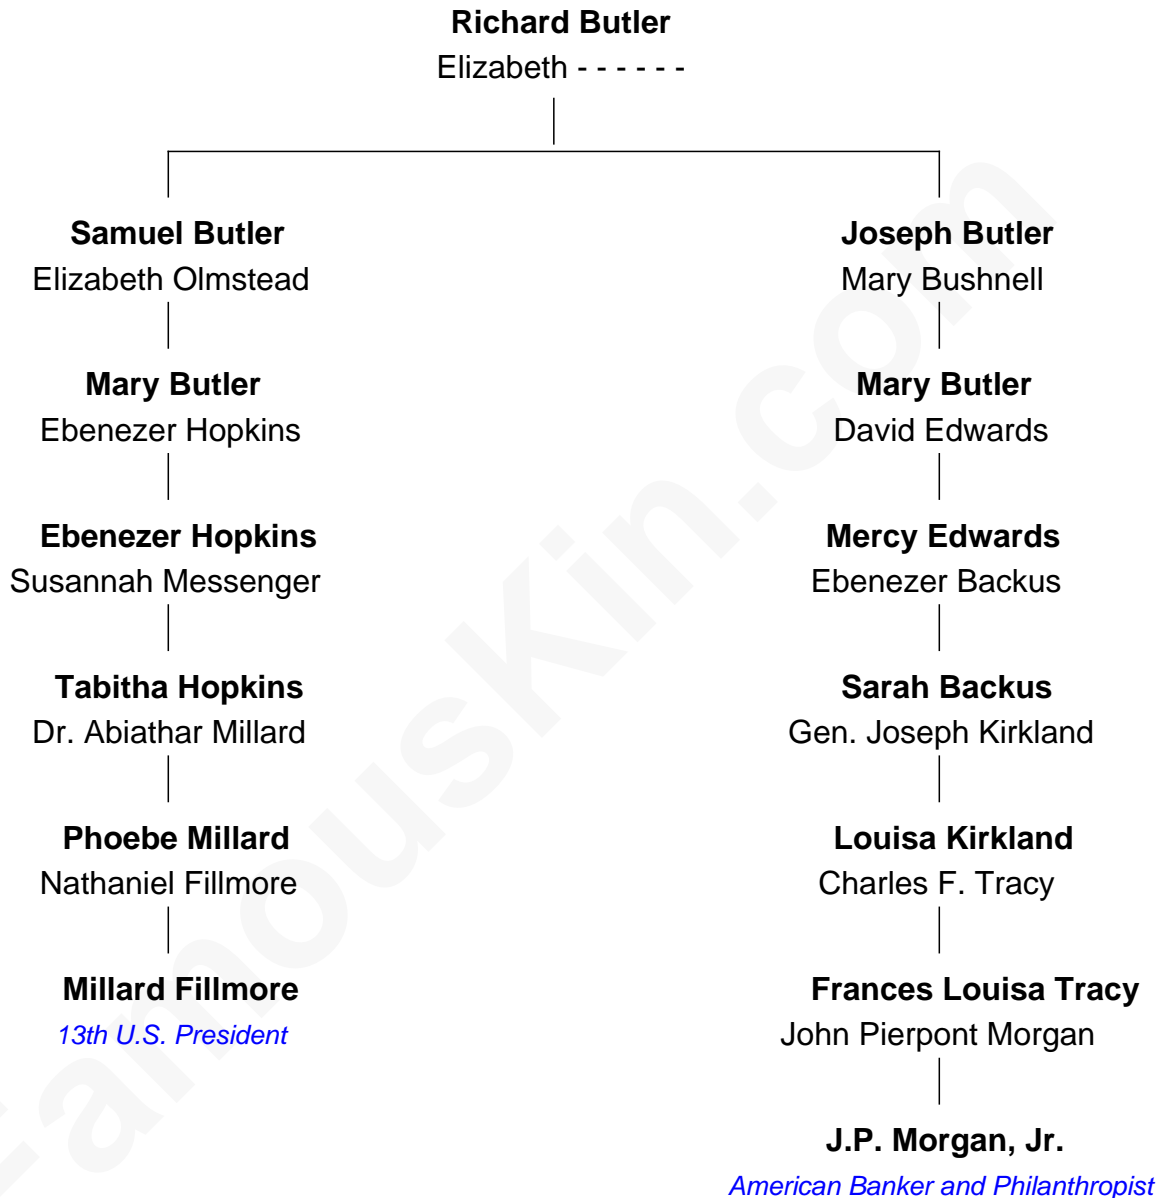 Richard Butler
Elizabeth - - - - - -
Samuel Butler
Elizabeth Olmstead
Mary Butler
Ebenezer Hopkins
Ebenezer Hopkins
Susannah Messenger
Tabitha Hopkins
Dr. Abiathar Millard
Phoebe Millard
Nathaniel Fillmore
Millard Fillmore
13th U.S. President
Joseph Butler
Mary Bushnell
Mary Butler
David Edwards
Mercy Edwards
Ebenezer Backus
Sarah Backus
Gen. Joseph Kirkland
Louisa Kirkland
Charles F. Tracy
Frances Louisa Tracy
John Pierpont Morgan
J.P. Morgan, Jr.
American Banker and Philanthropist
FamousKin.com